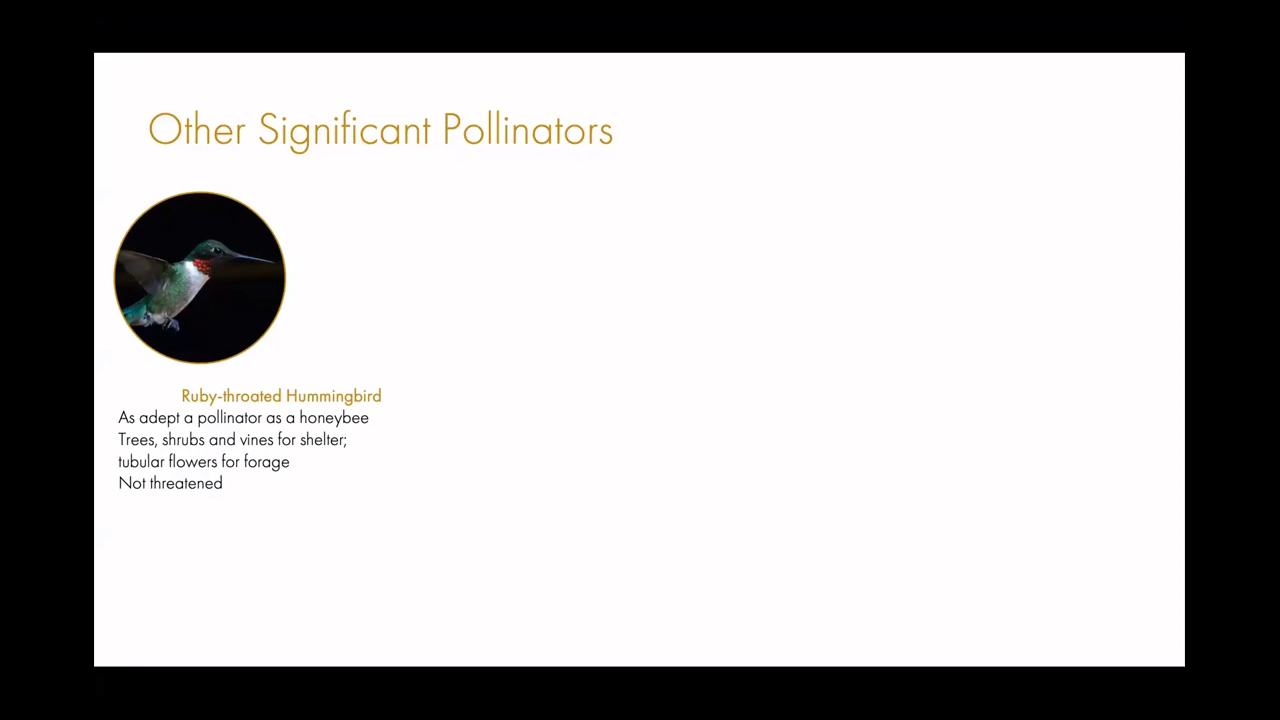 Other Significant Pollinators
Ruby-throated Hummingbird
As adept a pollinator as a honeybee
Trees, shrubs and vines for shelter;
tubular flowers for forage
Not threatened